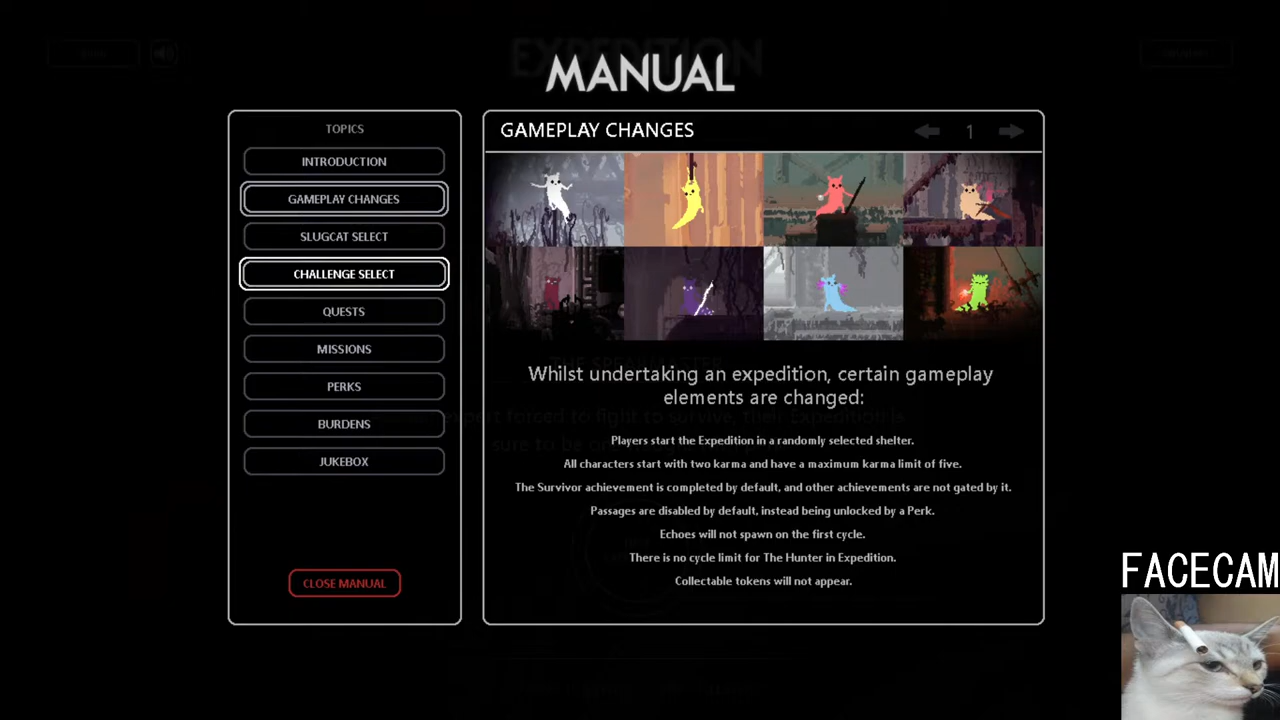 EXPEDITION
MANUAL
TOPICS
INTRODUCTION
GAMEPLAY CHANGES
SLUGCAT SELECT
CHALLENGE SELECT
QUESTS
MISSIONS
PERKS
BURDENS
JUKEBOX
CLOSE MANUAL
GAMEPLAY CHANGES
1
Whilst undertaking an expedition, certain gameplay
elements are changed:
Players start the Expedition in a randomly selected shelter.
All characters start with two karma and have a maximum karma limit of five.
The Survivor achievement is completed by default, and other achievements are not gated by it.
Passages are disabled by default, instead being unlocked by a Perk.
Echoes will not spawn on the first cycle.
There is no cycle limit for The Hunter in Expedition.
Collectable tokens will not appear.
FACECAM